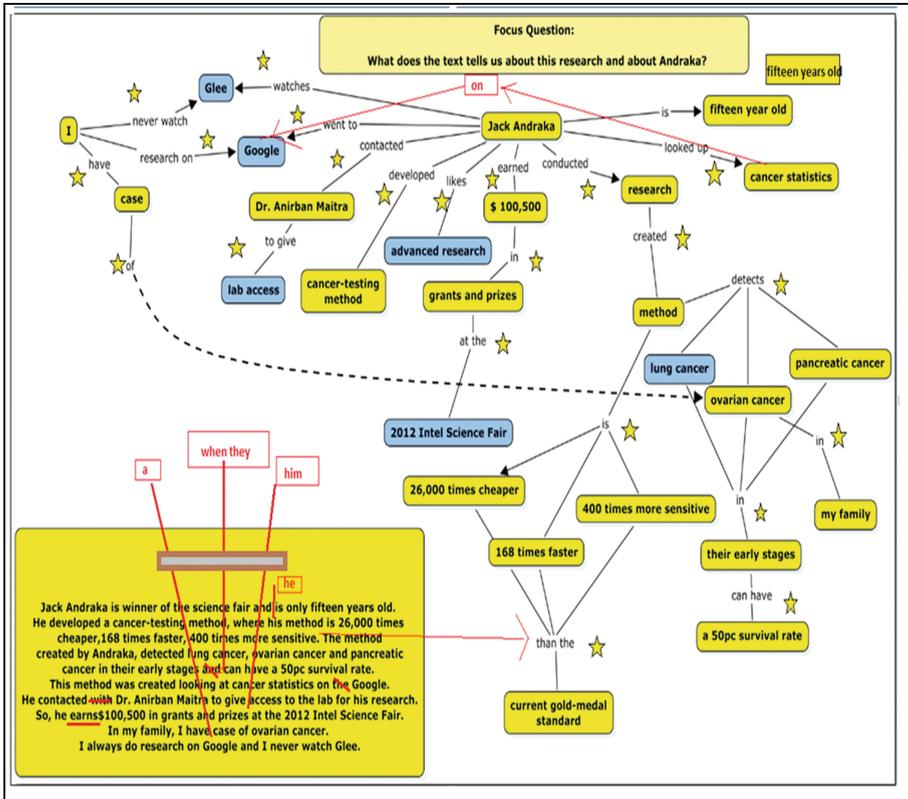 Focus Question:
What does the text tells us about this research and about Andraka?
fifteen years old
Glee
watches
on
never watch
went to
Jack Andraka
is
fifteen year old
I
research on
Google
contacted
looked up
have
developed
likes
earned
conducted
cancer statistics
case
Dr. Anirban Maitra
$ 100,500
research
to give
advanced research
created
of
in
lab access
cancer-testing
method
grants and prizes
detects
method
at the
lung cancer
pancreatic cancer
ovarian cancer
2012 Intel Science Fair
is
in
when they
a
him
26,000 times cheaper
400 times more sensitive
in
my family
168 times faster
their early stages
he
can have
a 50pc survival rate
than the
current gold-medal
standard
Jack Andraka is winner of the science fair and is only fifteen years old.
He developed a cancer-testing method, where his method is 26,000 times
cheaper,168 times faster, 400 times more sensitive. The method
created by Andraka, detected lung cancer, ovarian cancer and pancreatic
cancer in their early stages and can have a 50pc survival rate.
This method was created looking at cancer statistics on the Google.
He contacted with Dr. Anirban Maitra to give access to the lab for his research.
So, he earns$100,500 in grants and prizes at the 2012 Intel Science Fair.
In my family, I have case of ovarian cancer.
I always do research on Google and I never watch Glee.